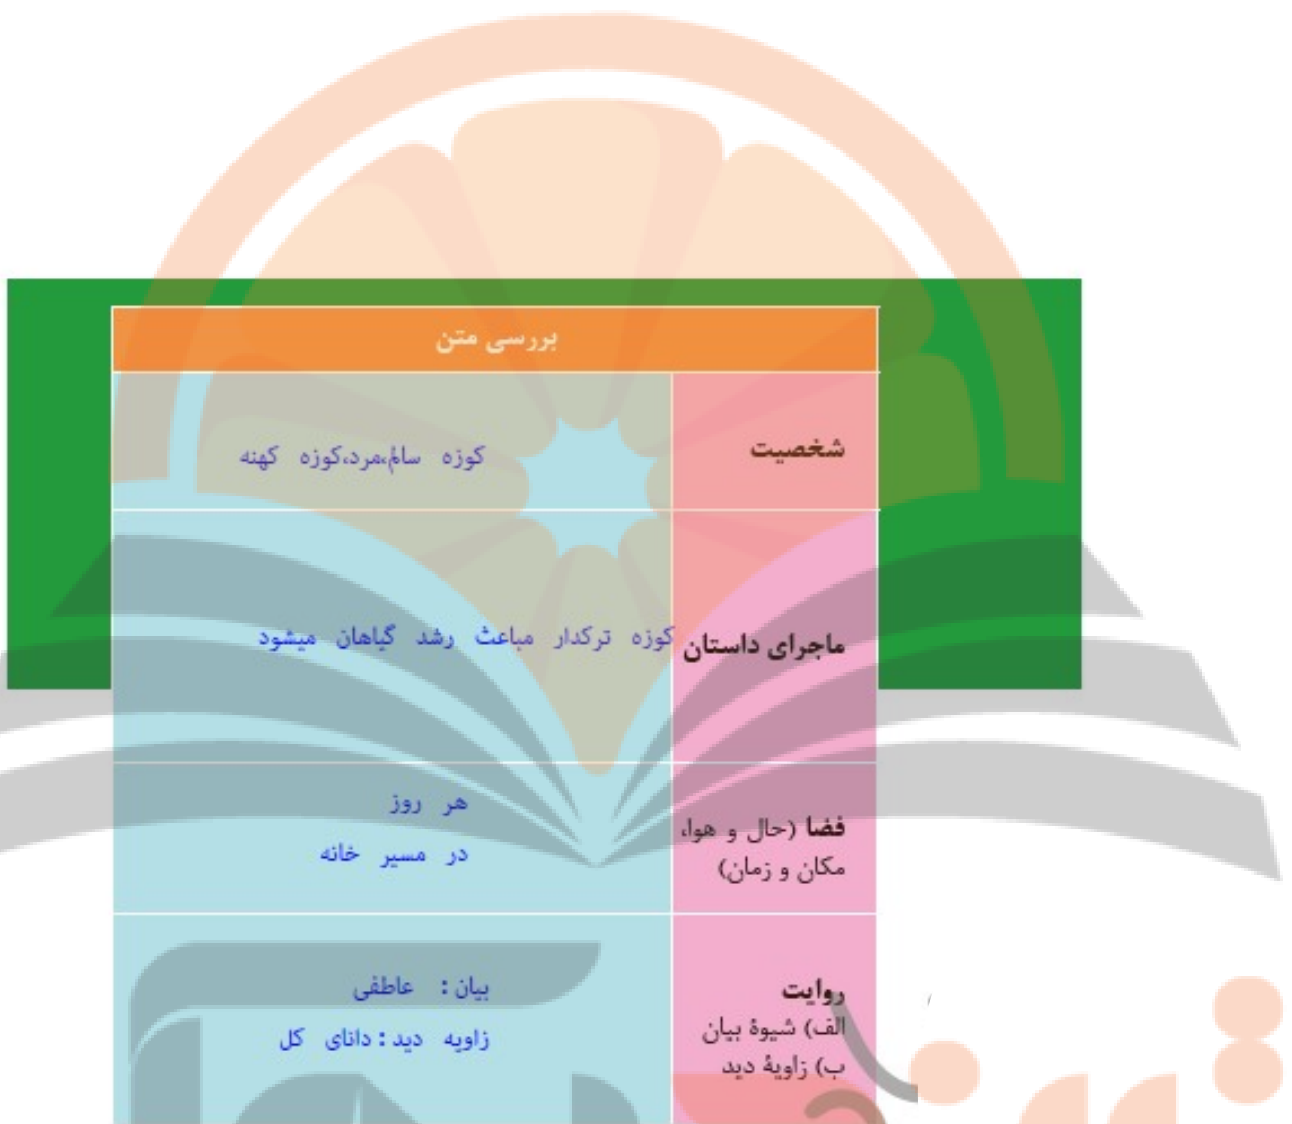 بررسی متن
شخصیت
کوزه سالم،مرد،کوزه کهنه
ماجرای داستان
کوزه ترکدار مباعث رشد گیاهان میشود
فضا (حال و هوا،
مکان و زمان)
هر روز
در مسیر خانه
روایت
الف) شیوهٔ بیان
ب) زاویهٔ دید
بیان: عاطفی
زاویه دید: دانای کل